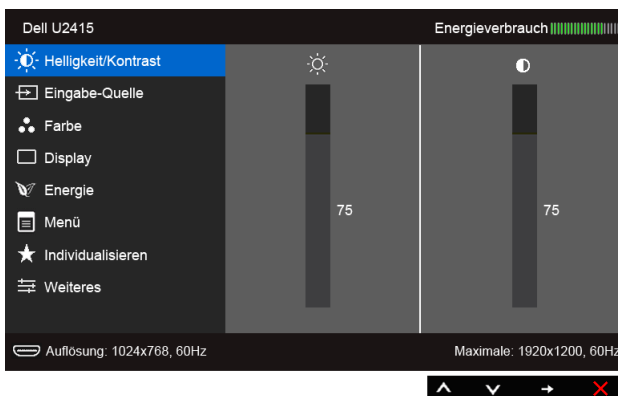 Dell U2415
Energieverbrauch
Helligkeit/Kontrast
Eingabe-Quelle
Farbe
Display
Energie
Menü
Individualisieren
Weiteres
75
75
Auflösung: 1024x768, 60Hz
Maximale: 1920x1200, 60Hz